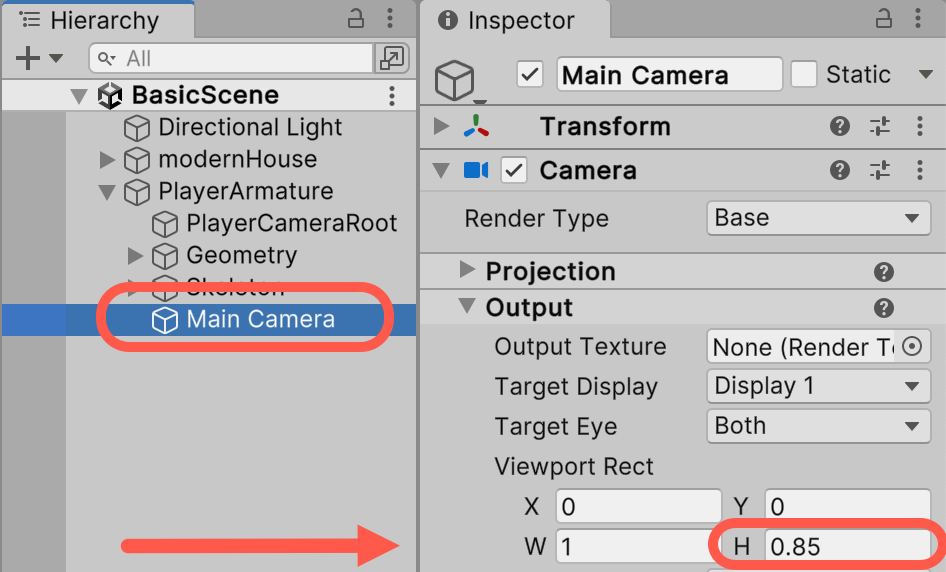 Hierarchy
All
BasicScene
Directional Light
modernHouse
PlayerArmature
PlayerCameraRoot
Geometry
Skeleton
Main Camera
Inspector
Main Camera
Static
Transform
Camera
Render Type
Base
Projection
Output
Output Texture
None (Render Te
Target Display
Display 1
Target Eye
Both
Viewport Rect
X 0 Y 0
W 1 H 0.85